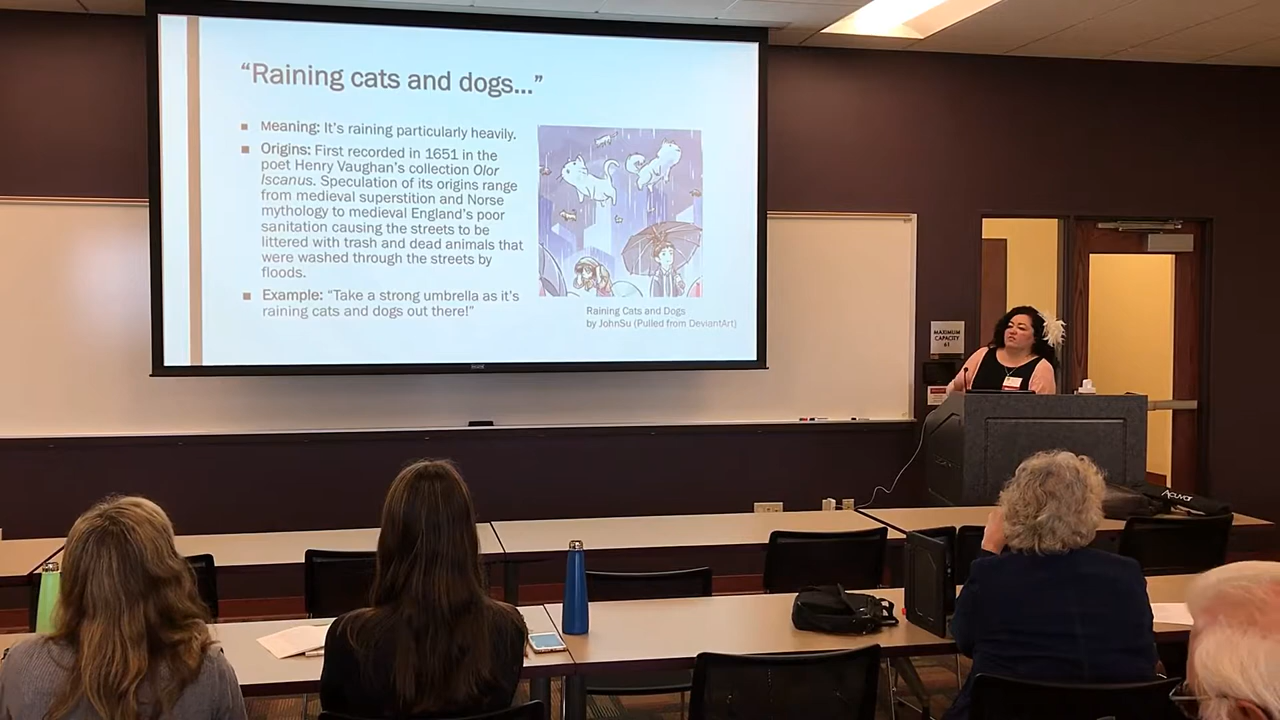 “Raining cats and dogs...”
■ Meaning: It’s raining particularly heavily.
■ Origins: First recorded in 1651 in the
poet Henry Vaughan’s collection Olor
Iscanus. Speculation of its origins range
from medieval superstition and Norse
mythology to medieval England’s poor
sanitation causing the streets to be
littered with trash and dead animals that
were washed through the streets by
floods.
■ Example: “Take a strong umbrella as it’s
raining cats and dogs out there!”
Raining Cats and Dogs
by JohnSu (Pulled from DeviantArt)
MAXIMUM
CAPACITY
61